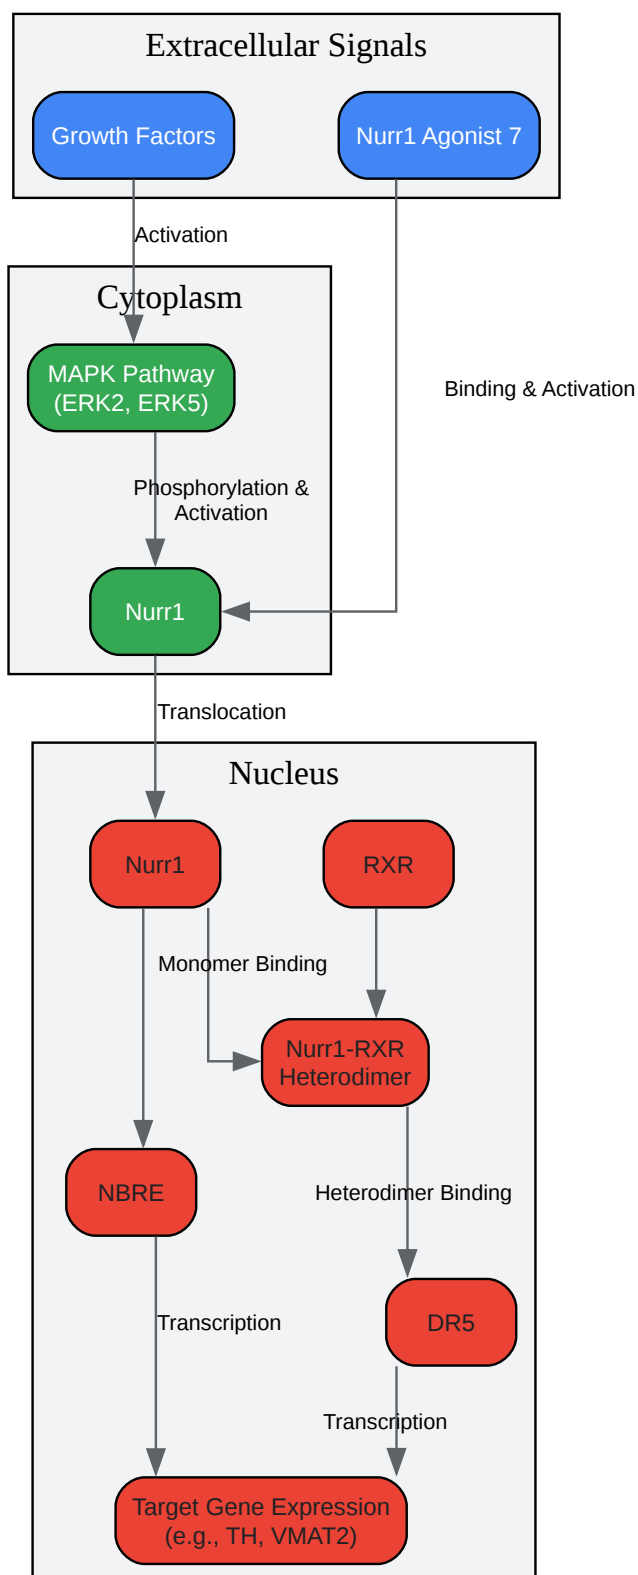 Extracellular Signals
Growth Factors
Nurr1 Agonist 7
Activation
Cytoplasm
MAPK Pathway
(ERK2, ERK5)
Binding & Activation
Phosphorylation &
Activation
Nurr1
Translocation
Nucleus
Nurr1
RXR
Monomer Binding
Nurr1-RXR
Heterodimer
NBRE
Heterodimer Binding
DR5
Transcription
Transcription
Target Gene Expression
(e.g., TH, VMAT2)